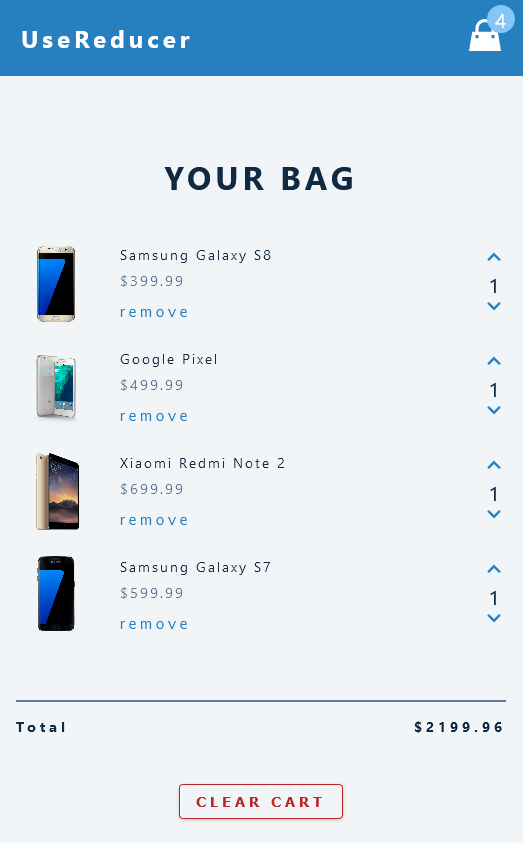 UseReducer
4
YOUR BAG
Samsung Galaxy S8
$399.99
1
remove
Google Pixel
$499.99
1
remove
Xiaomi Redmi Note 2
$699.99
1
remove
Samsung Galaxy S7
$599.99
1
remove
Total $2199.96
CLEAR CART